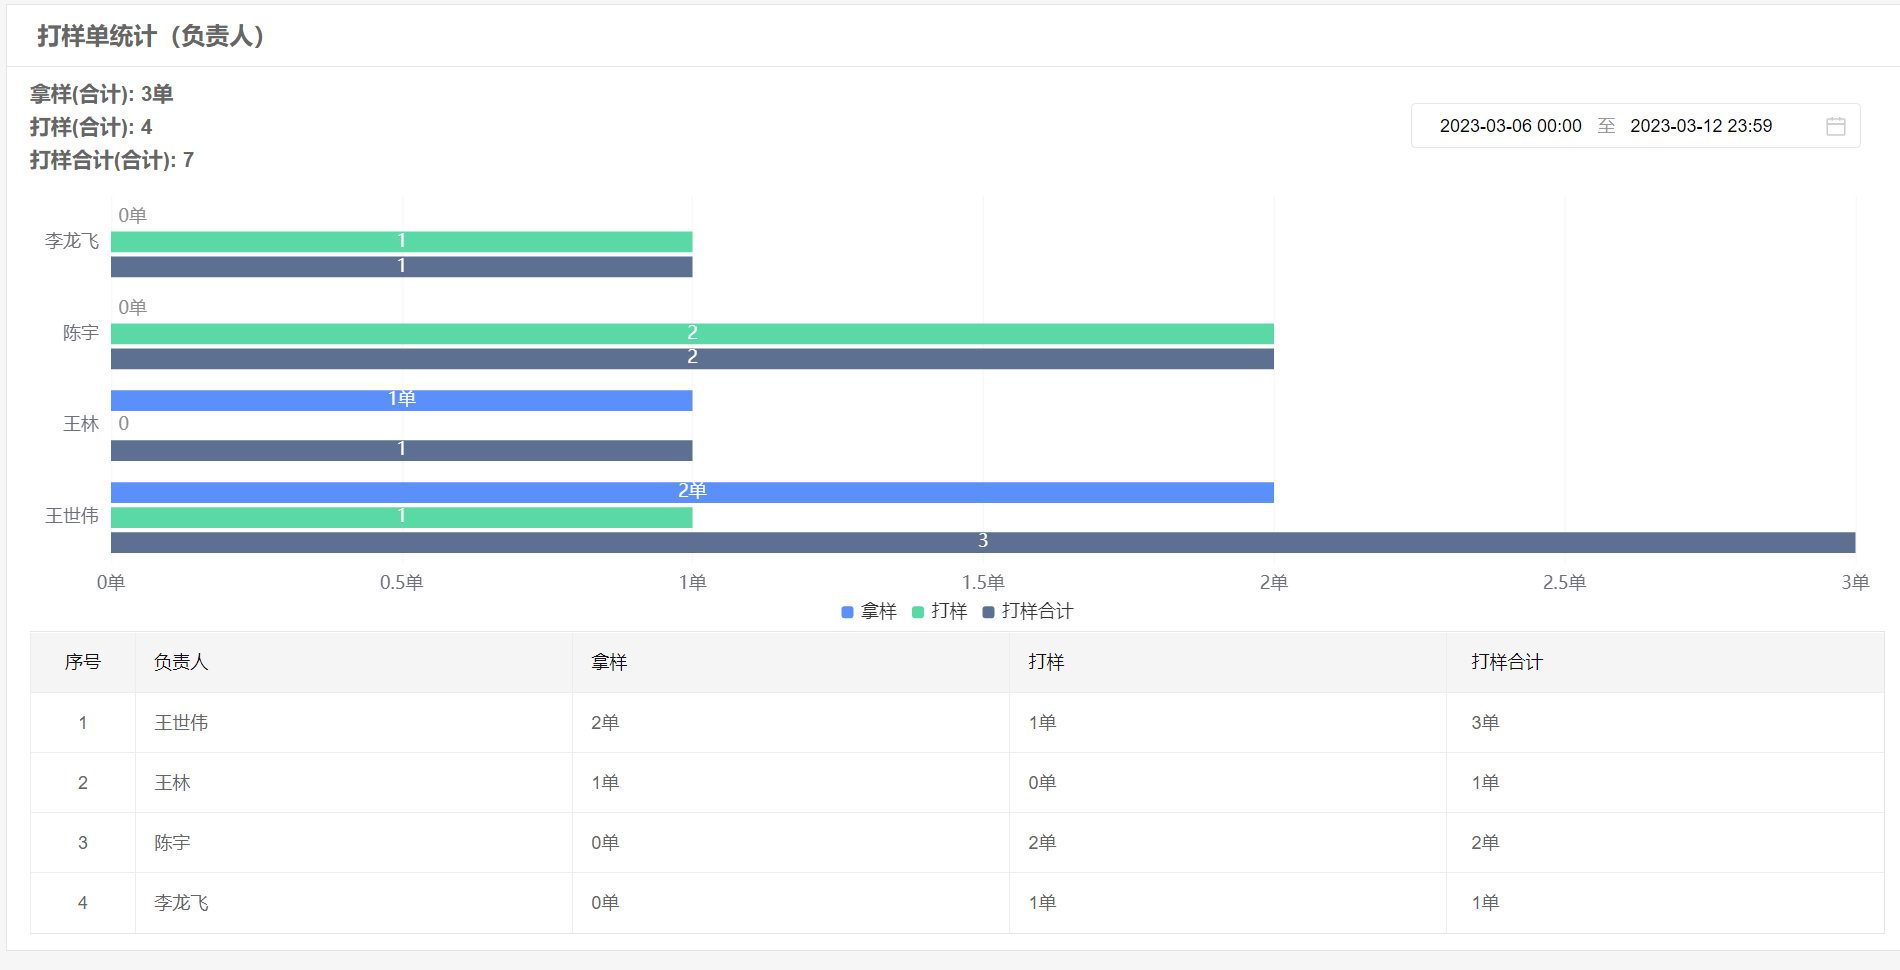 打样单统计（负责人）
拿样(合计): 3单
打样(合计): 4
打样合计(合计): 7
2023-03-06 00:00 至 2023-03-12 23:59
0单
李龙飞 1
1
0单
陈宇 2
2
1单
王林 0
1
2单
王世伟 1
3
0单 0.5单 1单 1.5单 2单 2.5单 3单
拿样 打样 打样合计
序号 负责人 拿样 打样 打样合计
1 王世伟 2单 1单 3单
2 王林 1单 0单 1单
3 陈宇 0单 2单 2单
4 李龙飞 0单 1单 1单